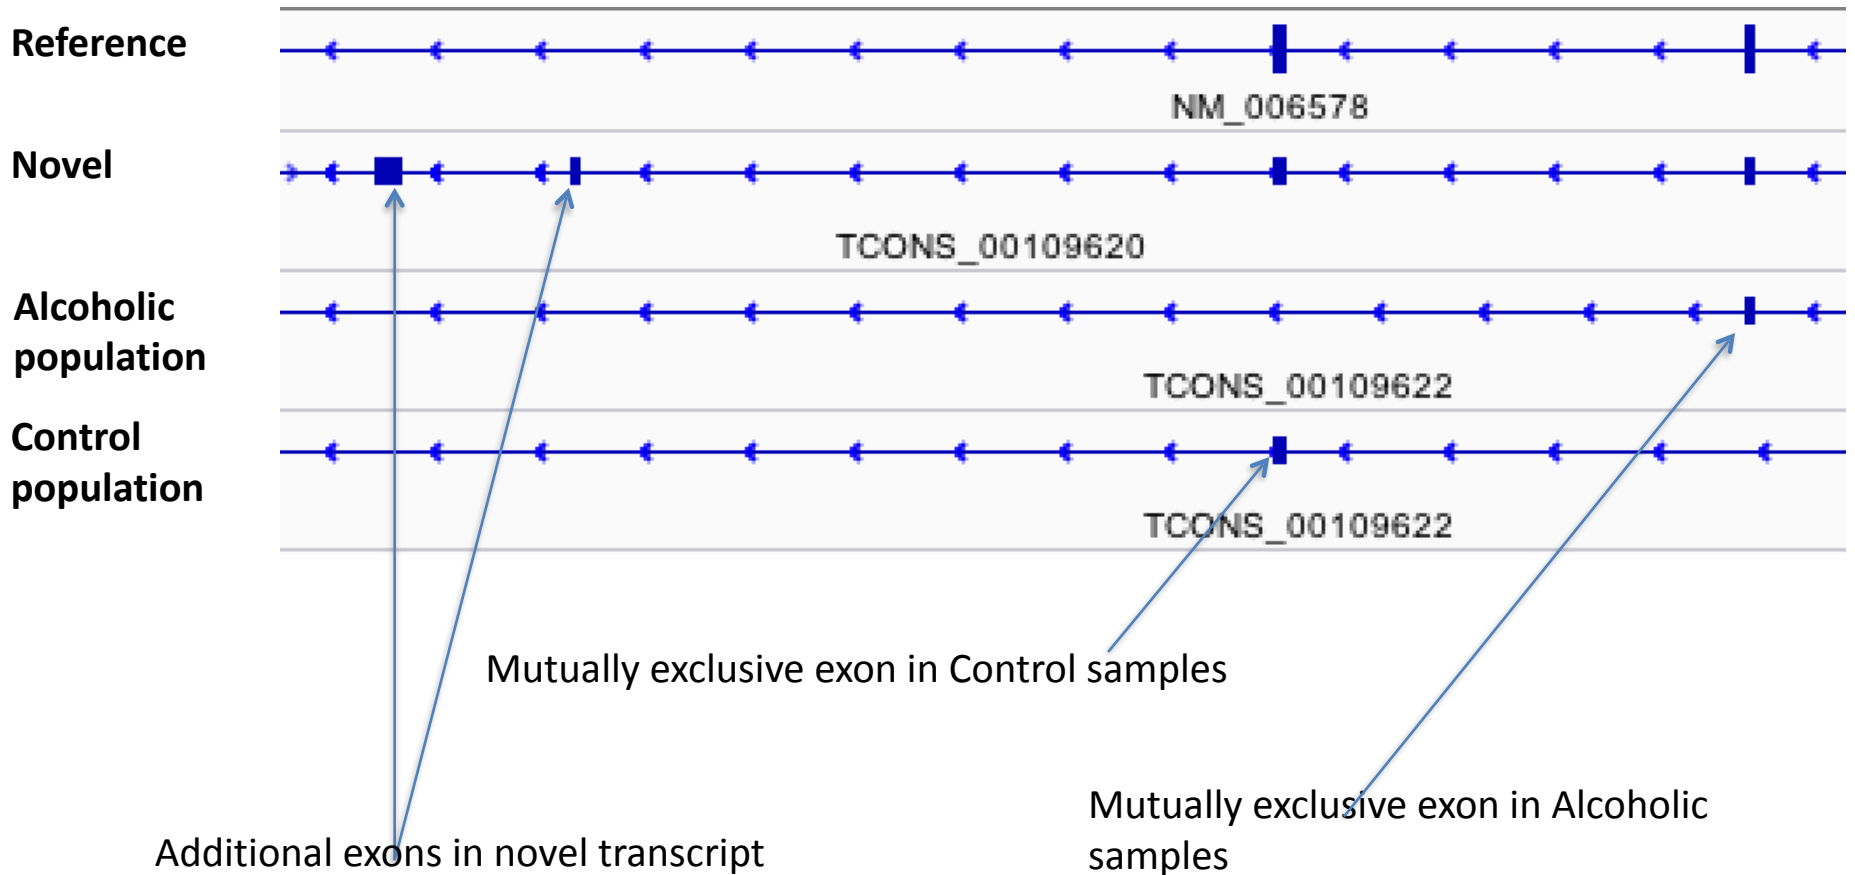 Reference
NM_006578
Novel
TCONS_00109620
Alcoholic
population
TCONS_00109622
Control
population
TCONS_00109622
Mutually exclusive exon in Control samples
Mutually exclusive exon in Alcoholic
samples
Additional exons in novel transcript